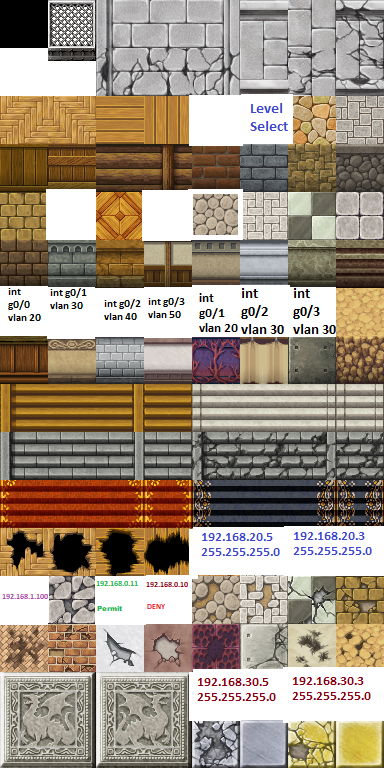 Level
Select
int
g0/0
vlan 20
int g0/1
vlan 30
int g0/2
vlan 40
int g0/3
vlan 50
int
g0/1
vlan 20
int
g0/2
vlan 30
int
g0/3
vlan 30
192.168.20.5
255.255.255.0
192.168.20.3
255.255.255.0
192.168.1.100
192.168.0.11
Permit
192.168.0.10
DENY
192.168.30.5
255.255.255.0
192.168.30.3
255.255.255.0